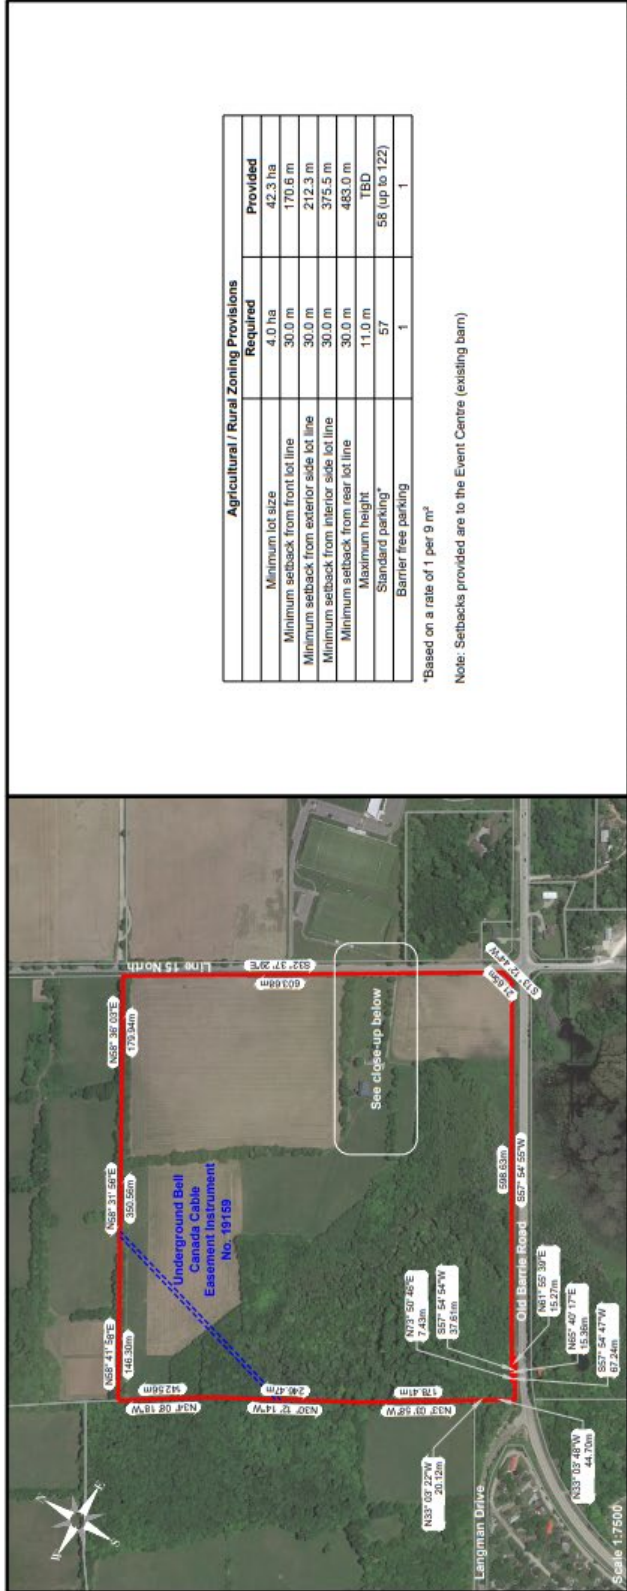 Agricultural / Rural Zoning Provisions
Required Provided
Minimum lot size 4.0 ha 42.3 ha
Minimum setback from front lot line 30.0 m 170.6 m
Minimum setback from exterior side lot line 30.0 m 212.3 m
Minimum setback from interior side lot line 30.0 m 375.5 m
Minimum setback from rear lot line 30.0 m 483.0 m
Maximum height 11.0 m TBD
Standard parking* 57 58 (up to 122)
Barrier free parking 1 1
*Based on a rate of 1 per 9 m²
Note: Setbacks provided are to the Event Centre (existing barn)
N
E
S
W
N58° 41' 58"E
146.30m
N58° 31' 56"E
350.56m
N58° 36' 03"E
179.94m
Line 15 North
142.56m
N34° 08' 18"W
Underground Bell
Canada Cable
Easement Instrument
No. 19159
S32° 37' 29"E
603.68m
246.47m
N30° 12' 14"W
See close-up below
178.41m
N33° 03' 58"W
N73° 50' 46"E
7.43m
S57° 54' 54"W
37.61m
598.63m
S57° 54' 55"W
21.65m
S13° 12' 44"W
N33° 03' 22"W
20.12m
Old Barrie Road
N61° 55' 39"E
15.27m
Langman Drive
N65° 40' 17"E
15.36m
N33° 03' 48"W
44.70m
S57° 54' 47"W
67.24m
Scale 1:7500